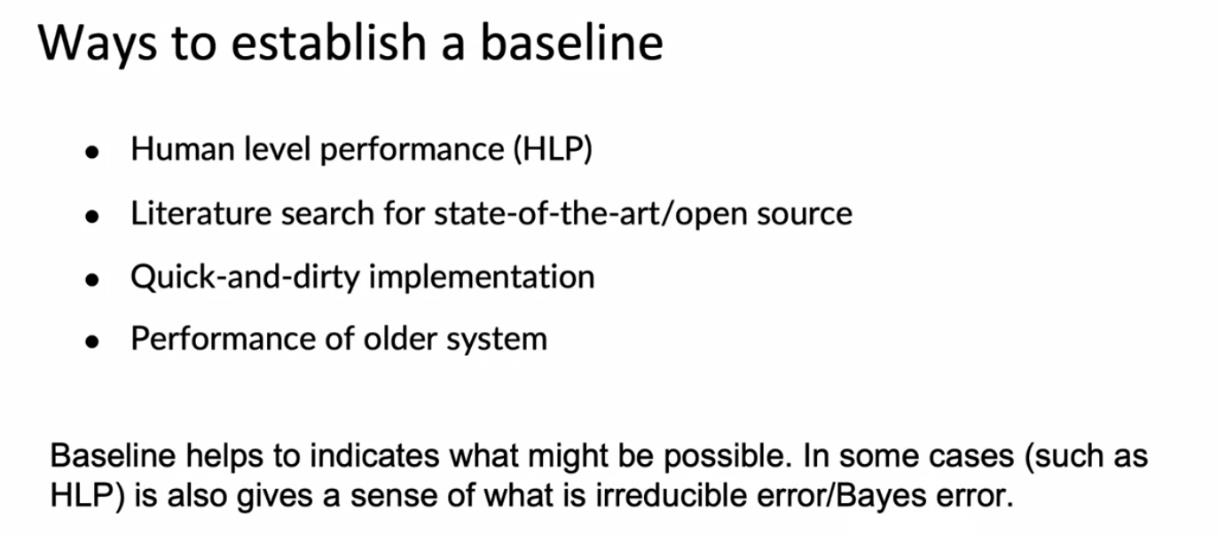 Ways to establish a baseline
● Human level performance (HLP)
● Literature search for state-of-the-art/open source
● Quick-and-dirty implementation
● Performance of older system
Baseline helps to indicates what might be possible. In some cases (such as
HLP) is also gives a sense of what is irreducible error/Bayes error.